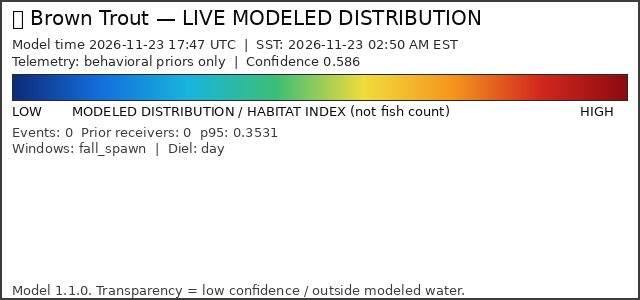 Brown Trout — LIVE MODELED DISTRIBUTION
Model time 2026-11-23 17:47 UTC | SST: 2026-11-23 02:50 AM EST
Telemetry: behavioral priors only | Confidence 0.586
LOW MODELED DISTRIBUTION / HABITAT INDEX (not fish count) HIGH
Events: 0 Prior receivers: 0 p95: 0.3531
Windows: fall_spawn | Diel: day
Model 1.1.0. Transparency = low confidence / outside modeled water.